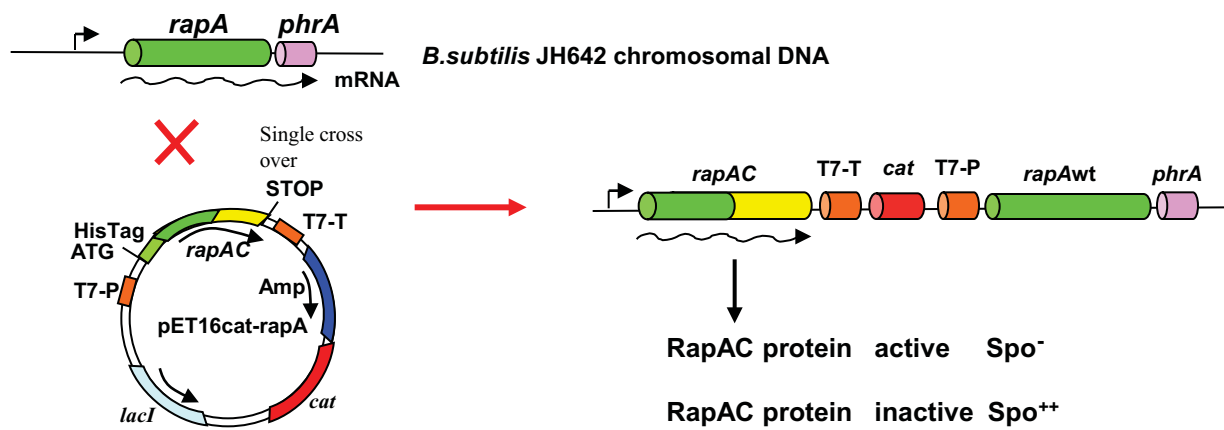 rapA phrA
B.subtilis JH642 chromosomal DNA
mRNA
Single cross
over
STOP
T7-T
HisTag
ATG
rapAC
T7-P
Amp
pET16cat-rapA
lacI
cat
rapAC T7-T cat T7-P rapAwt phrA
RapAC protein active Spo⁻
RapAC protein inactive Spo⁺⁺